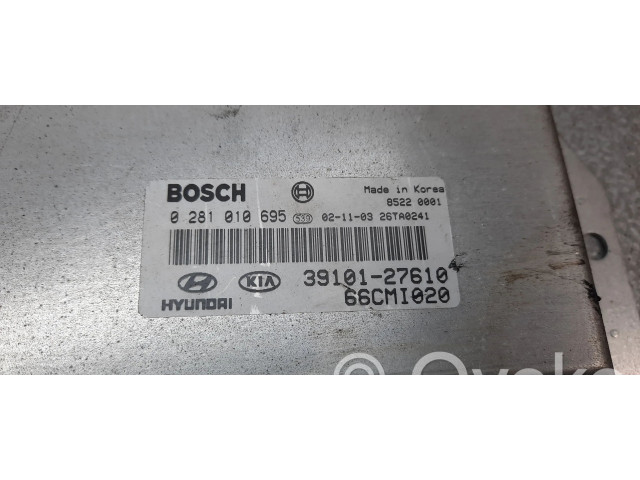 BOSCH Made in Korea
8522 0001
0 281 010 695 02-11-03 26TA0241
39101-27610
HYUNDAI KIA 66CMI020